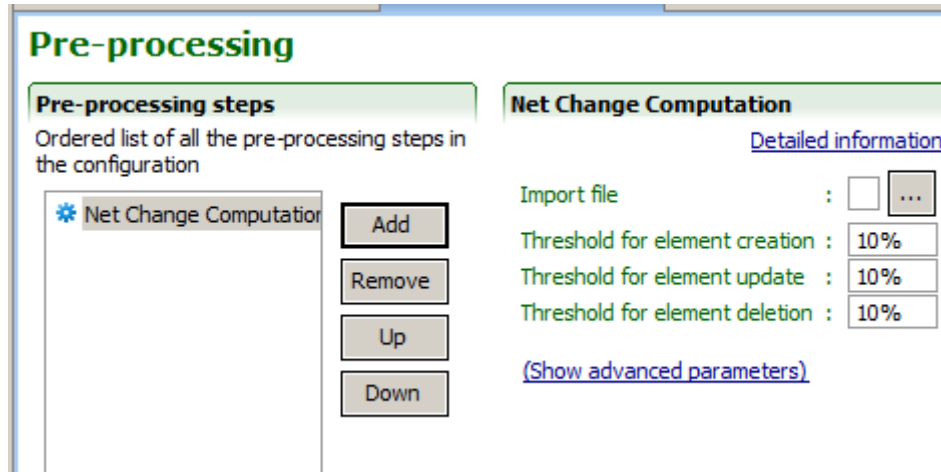 Pre-processing
Pre-processing steps
Ordered list of all the pre-processing steps in
the configuration
Net Change Computation
Add
Remove
Up
Down
Net Change Computation
Detailed information
Import file : ...
Threshold for element creation : 10%
Threshold for element update : 10%
Threshold for element deletion : 10%
(Show advanced parameters)